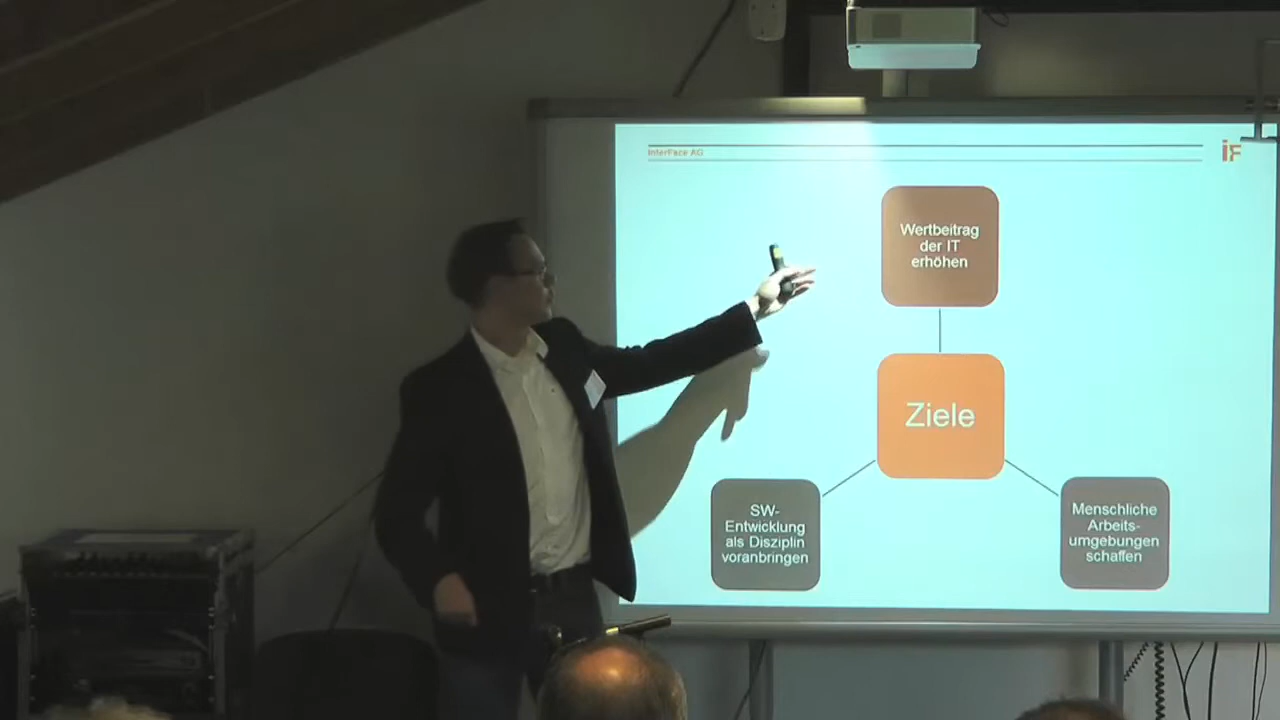 InterFace AG
iF
Wertbeitrag
der IT
erhöhen
Ziele
SW-
Entwicklung
als Disziplin
voranbringen
Menschliche
Arbeits-
umgebungen
schaffen